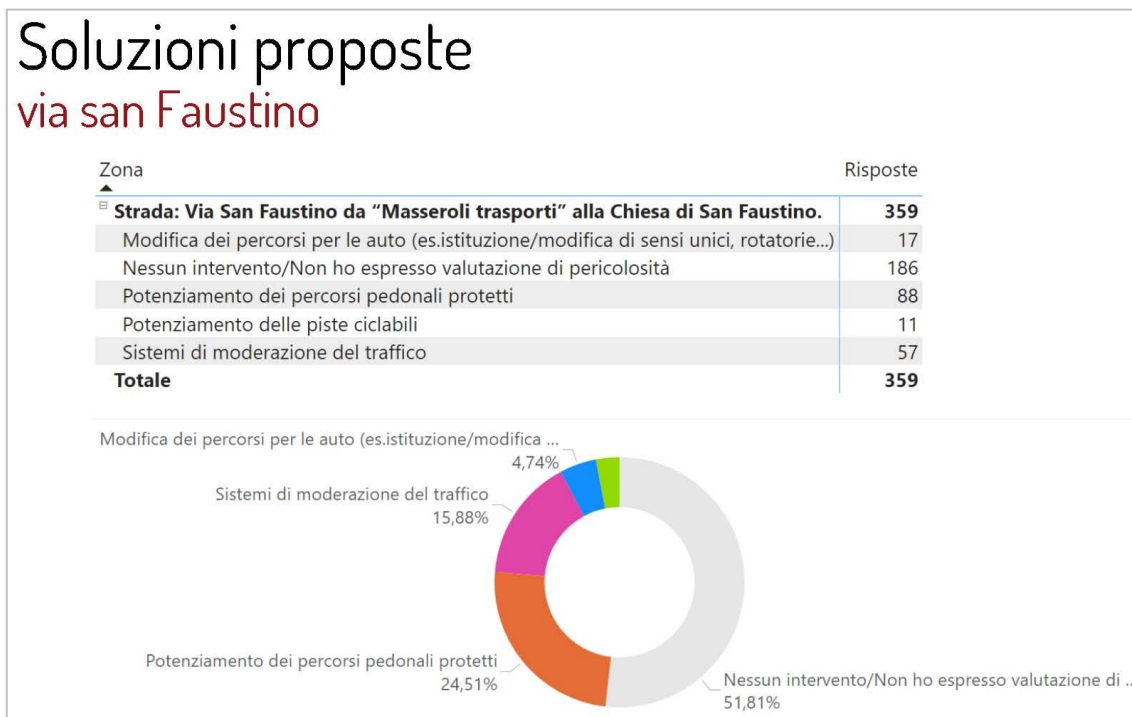 Soluzioni proposte
via san Faustino
Zona Risposte
Strada: Via San Faustino da “Masseroli trasporti” alla Chiesa di San Faustino. 359
Modifica dei percorsi per le auto (es.istituzione/modifica di sensi unici, rotatorie...) 17
Nessun intervento/Non ho espresso valutazione di pericolosità 186
Potenziamento dei percorsi pedonali protetti 88
Potenziamento delle piste ciclabili 11
Sistemi di moderazione del traffico 57
Totale 359
Modifica dei percorsi per le auto (es.istituzione/modifica ...
4,74%
Sistemi di moderazione del traffico
15,88%
Potenziamento dei percorsi pedonali protetti
24,51%
Nessun intervento/Non ho espresso valutazione di ...
51,81%